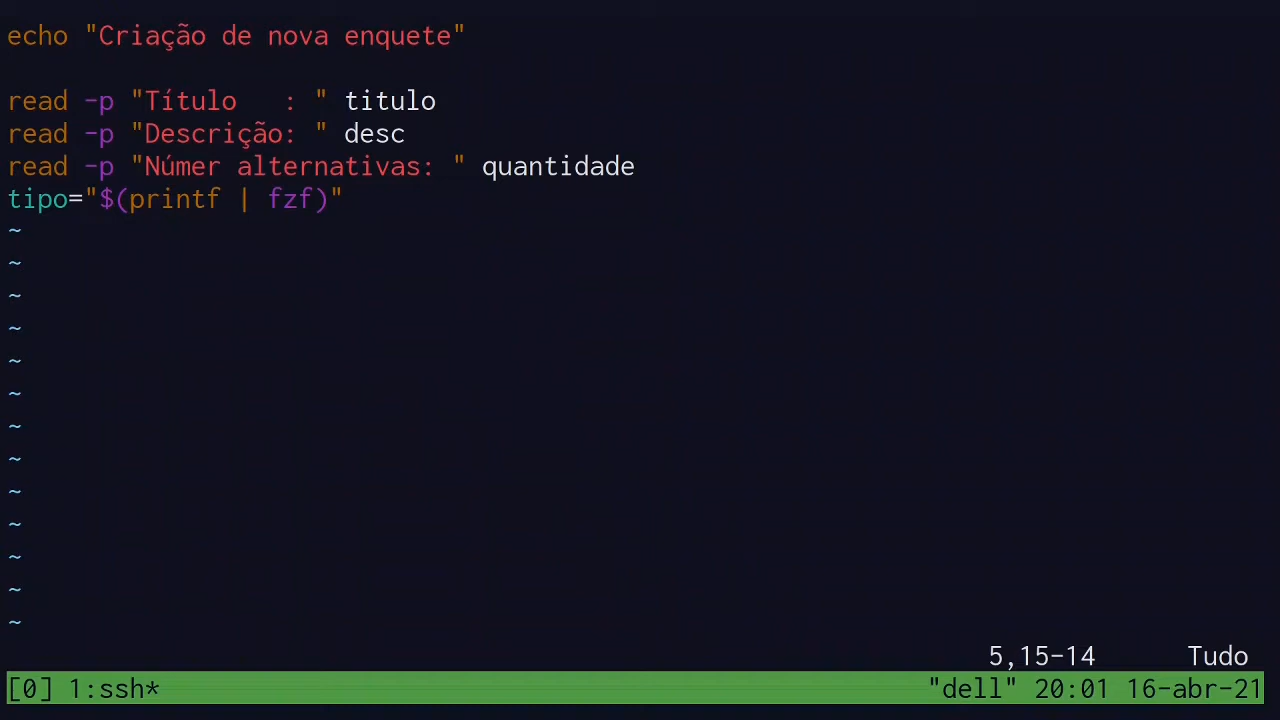 echo "Criação de nova enquete"
read -p "Título   : " titulo
read -p "Descrição: " desc
read -p "Númer alternativas: " quantidade
tipo="$(printf | fzf)"
~
~
~
~
~
~
~
~
~
~
~
~
~
5,15-14 Tudo
[0] 1:ssh* "dell" 20:01 16-abr-21